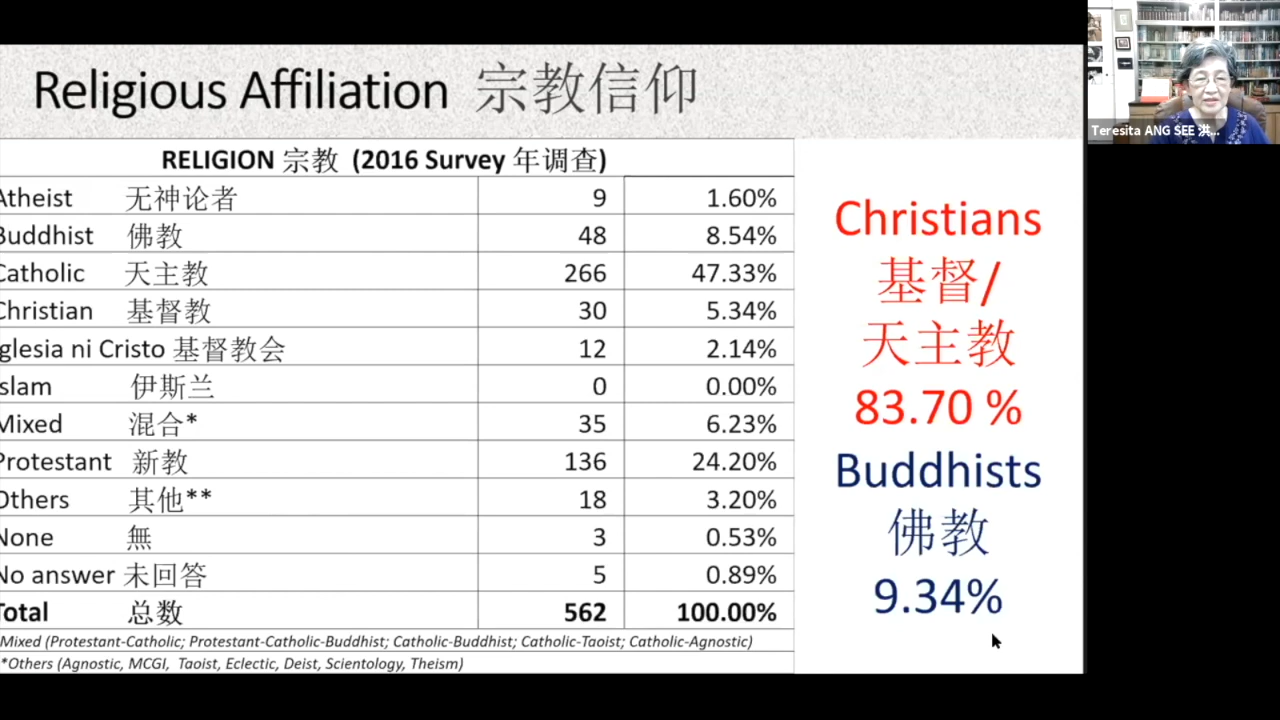 Religious Affiliation 宗教信仰
RELIGION 宗教 (2016 Survey 年调查)
Atheist 无神论者 9 1.60%
Buddhist 佛教 48 8.54%
Catholic 天主教 266 47.33%
Christian 基督教 30 5.34%
glesia ni Cristo 基督教会 12 2.14%
slam 伊斯兰 0 0.00%
Mixed 混合* 35 6.23%
Protestant 新教 136 24.20%
Others 其他** 18 3.20%
None 無 3 0.53%
No answer 未回答 5 0.89%
Total 总数 562 100.00%
Mixed (Protestant-Catholic; Protestant-Catholic-Buddhist; Catholic-Buddhist; Catholic-Taoist; Catholic-Agnostic)
*Others (Agnostic, MCGI, Taoist, Eclectic, Deist, Scientology, Theism)
Christians
基督/
天主教
83.70 %
Buddhists
佛教
9.34%
Teresita ANG SEE 洪...